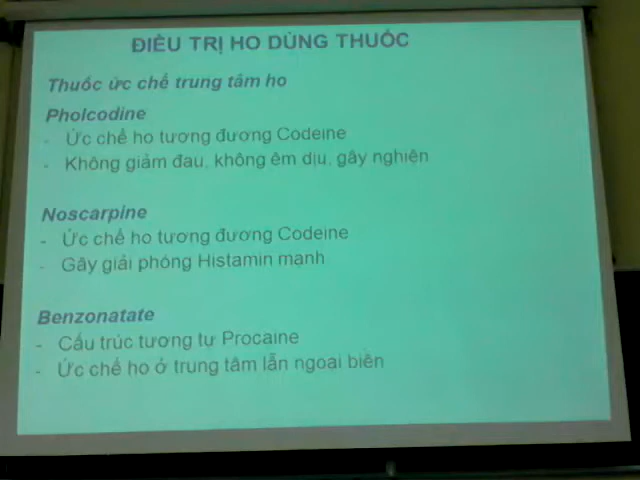 ĐIỀU TRỊ HO DÙNG THUỐC
Thuốc ức chế trung tâm ho
Pholcodine
- Ức chế ho tương đương Codeine
- Không giảm đau, không êm dịu, gây nghiện
Noscarpine
- Ức chế ho tương đương Codeine
- Gây giải phóng Histamin mạnh
Benzonatate
- Cấu trúc tương tự Procaine
- Ức chế ho ở trung tâm lẫn ngoại biên